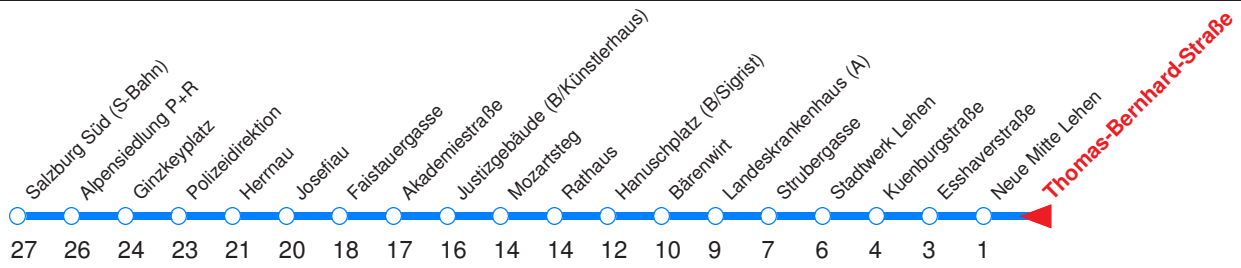 Salzburg Süd (S-Bahn)
Alpensiedlung P+R
Ginzkeyplatz
Polizeidirektion
Herrnau
Josefiau
Faistauergasse
Akademiestraße
Justizgebäude (B/Künstlerhaus)
Mozartsteg
Rathaus
Hanuschplatz (B/Sigrist)
Bärenwirt
Landeskrankenhaus (A)
Strubergasse
Stadtwerk Lehen
Kuenburgstraße
Esshaverstraße
Neue Mitte Lehen
Thomas-Bernhard-Straße
27 26 24 23 21 20 18 17 16 14 14 12 10 9 7 6 4 3 1